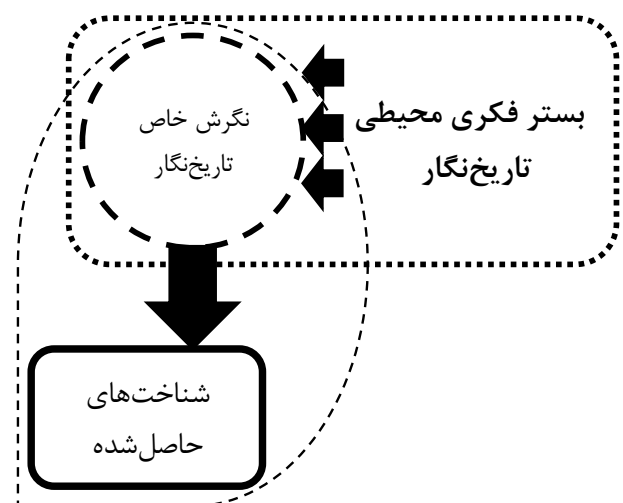 بستر فکری محیطی
تاریخ‌نگار
نگرش خاص
تاریخ‌نگار
شناخت‌های
حاصل‌شده